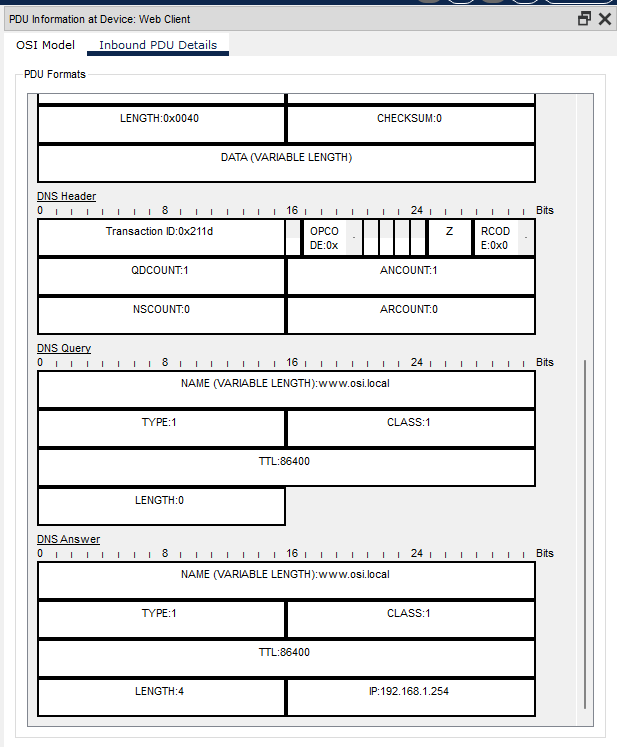 PDU Information at Device: Web Client
OSI Model Inbound PDU Details
PDU Formats
LENGTH:0x0040 CHECKSUM:0
DATA (VARIABLE LENGTH)
DNS Header
0 8 16 24 Bits
Transaction ID:0x211d OPCO Z RCOD
DE:0x E:0x0
QDCOUNT:1 ANCOUNT:1
NSCOUNT:0 ARCOUNT:0
DNS Query
0 8 16 24 Bits
NAME (VARIABLE LENGTH):www.osi.local
TYPE:1 CLASS:1
TTL:86400
LENGTH:0
DNS Answer
0 8 16 24 Bits
NAME (VARIABLE LENGTH):www.osi.local
TYPE:1 CLASS:1
TTL:86400
LENGTH:4 IP:192.168.1.254